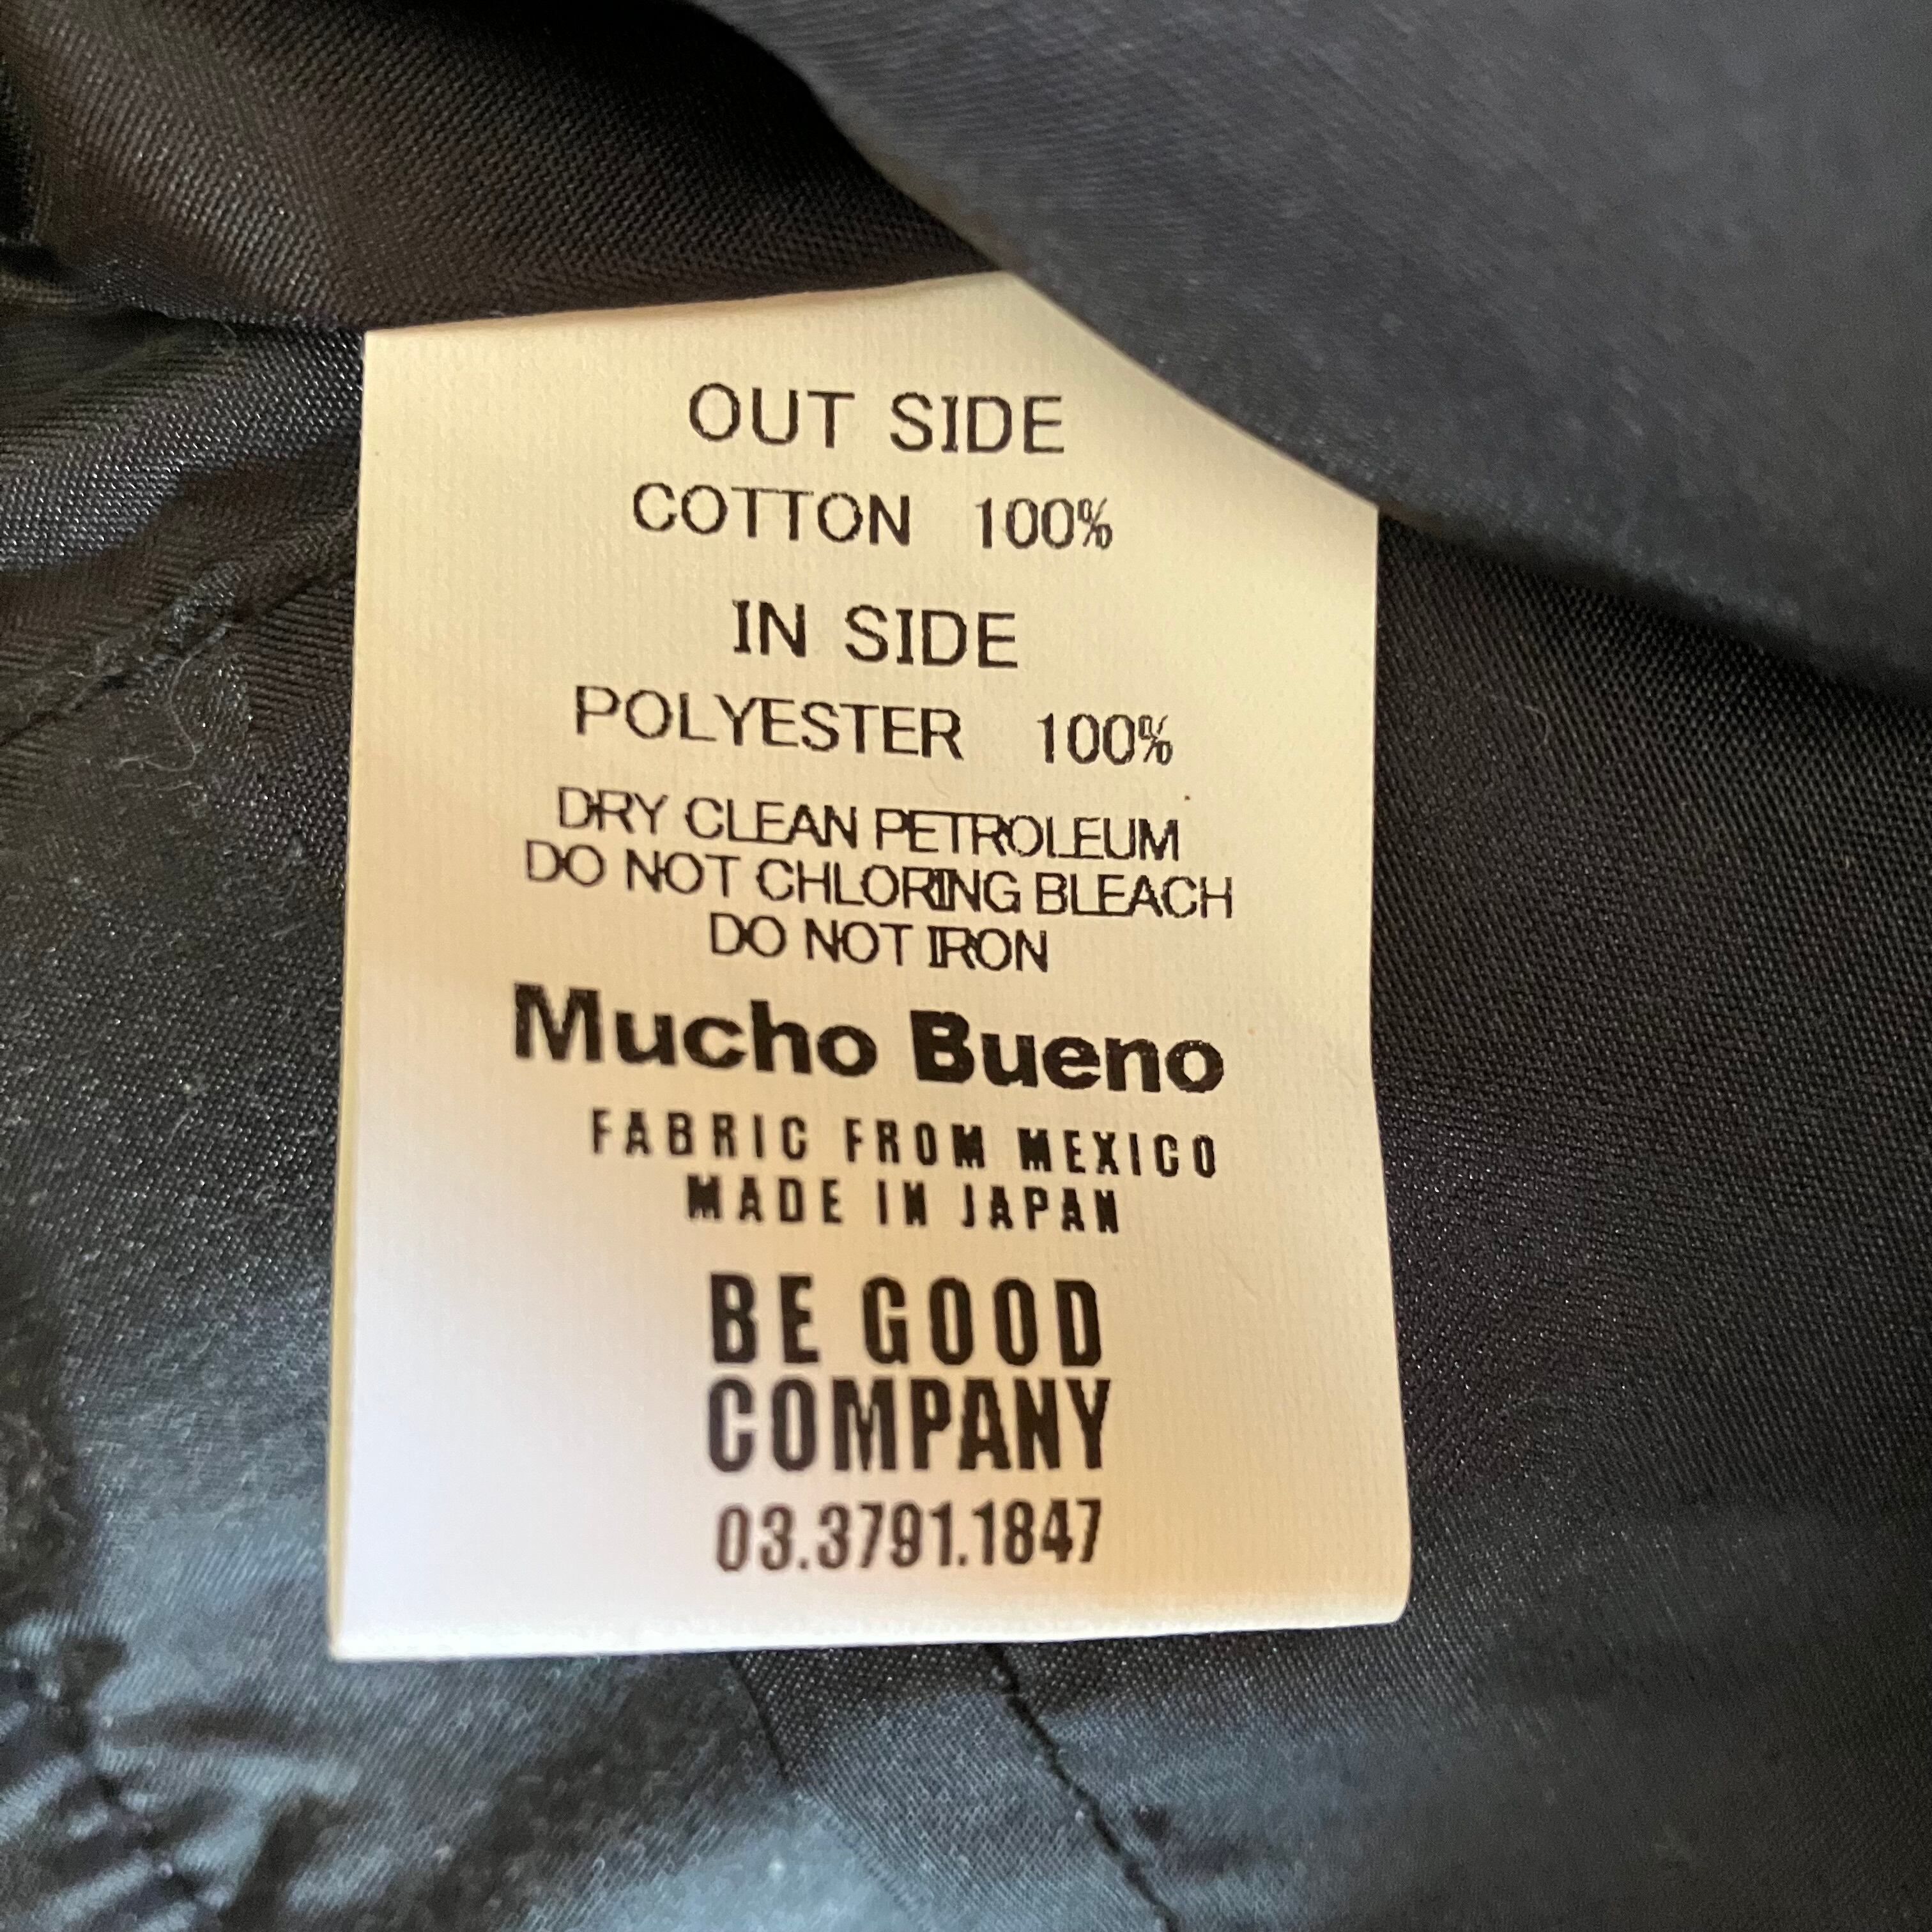 OUT SIDE
COTTON 100%
IN SIDE
POLYESTER 100%
DRY CLEAN PETROLEUM
DO NOT CHLORING BLEACH
DO NOT IRON
Mucho Bueno
FABRIC FROM MEXICO
MADE IN JAPAN
BE GOOD
COMPANY
03.3791.1847